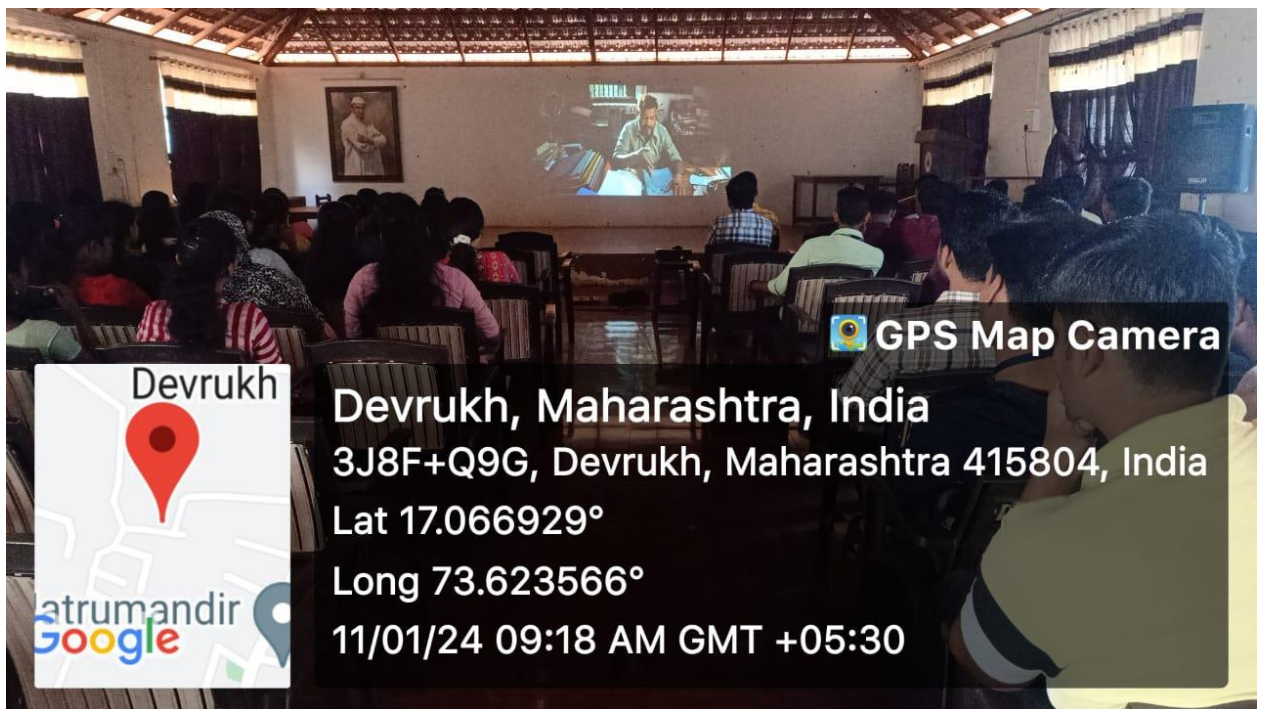 GPS Map Camera
Devrukh
Devrukh, Maharashtra, India
3J8F+Q9G, Devrukh, Maharashtra 415804, India
Lat 17.066929°
Long 73.623566°
11/01/24 09:18 AM GMT +05:30
atrumandir
Google